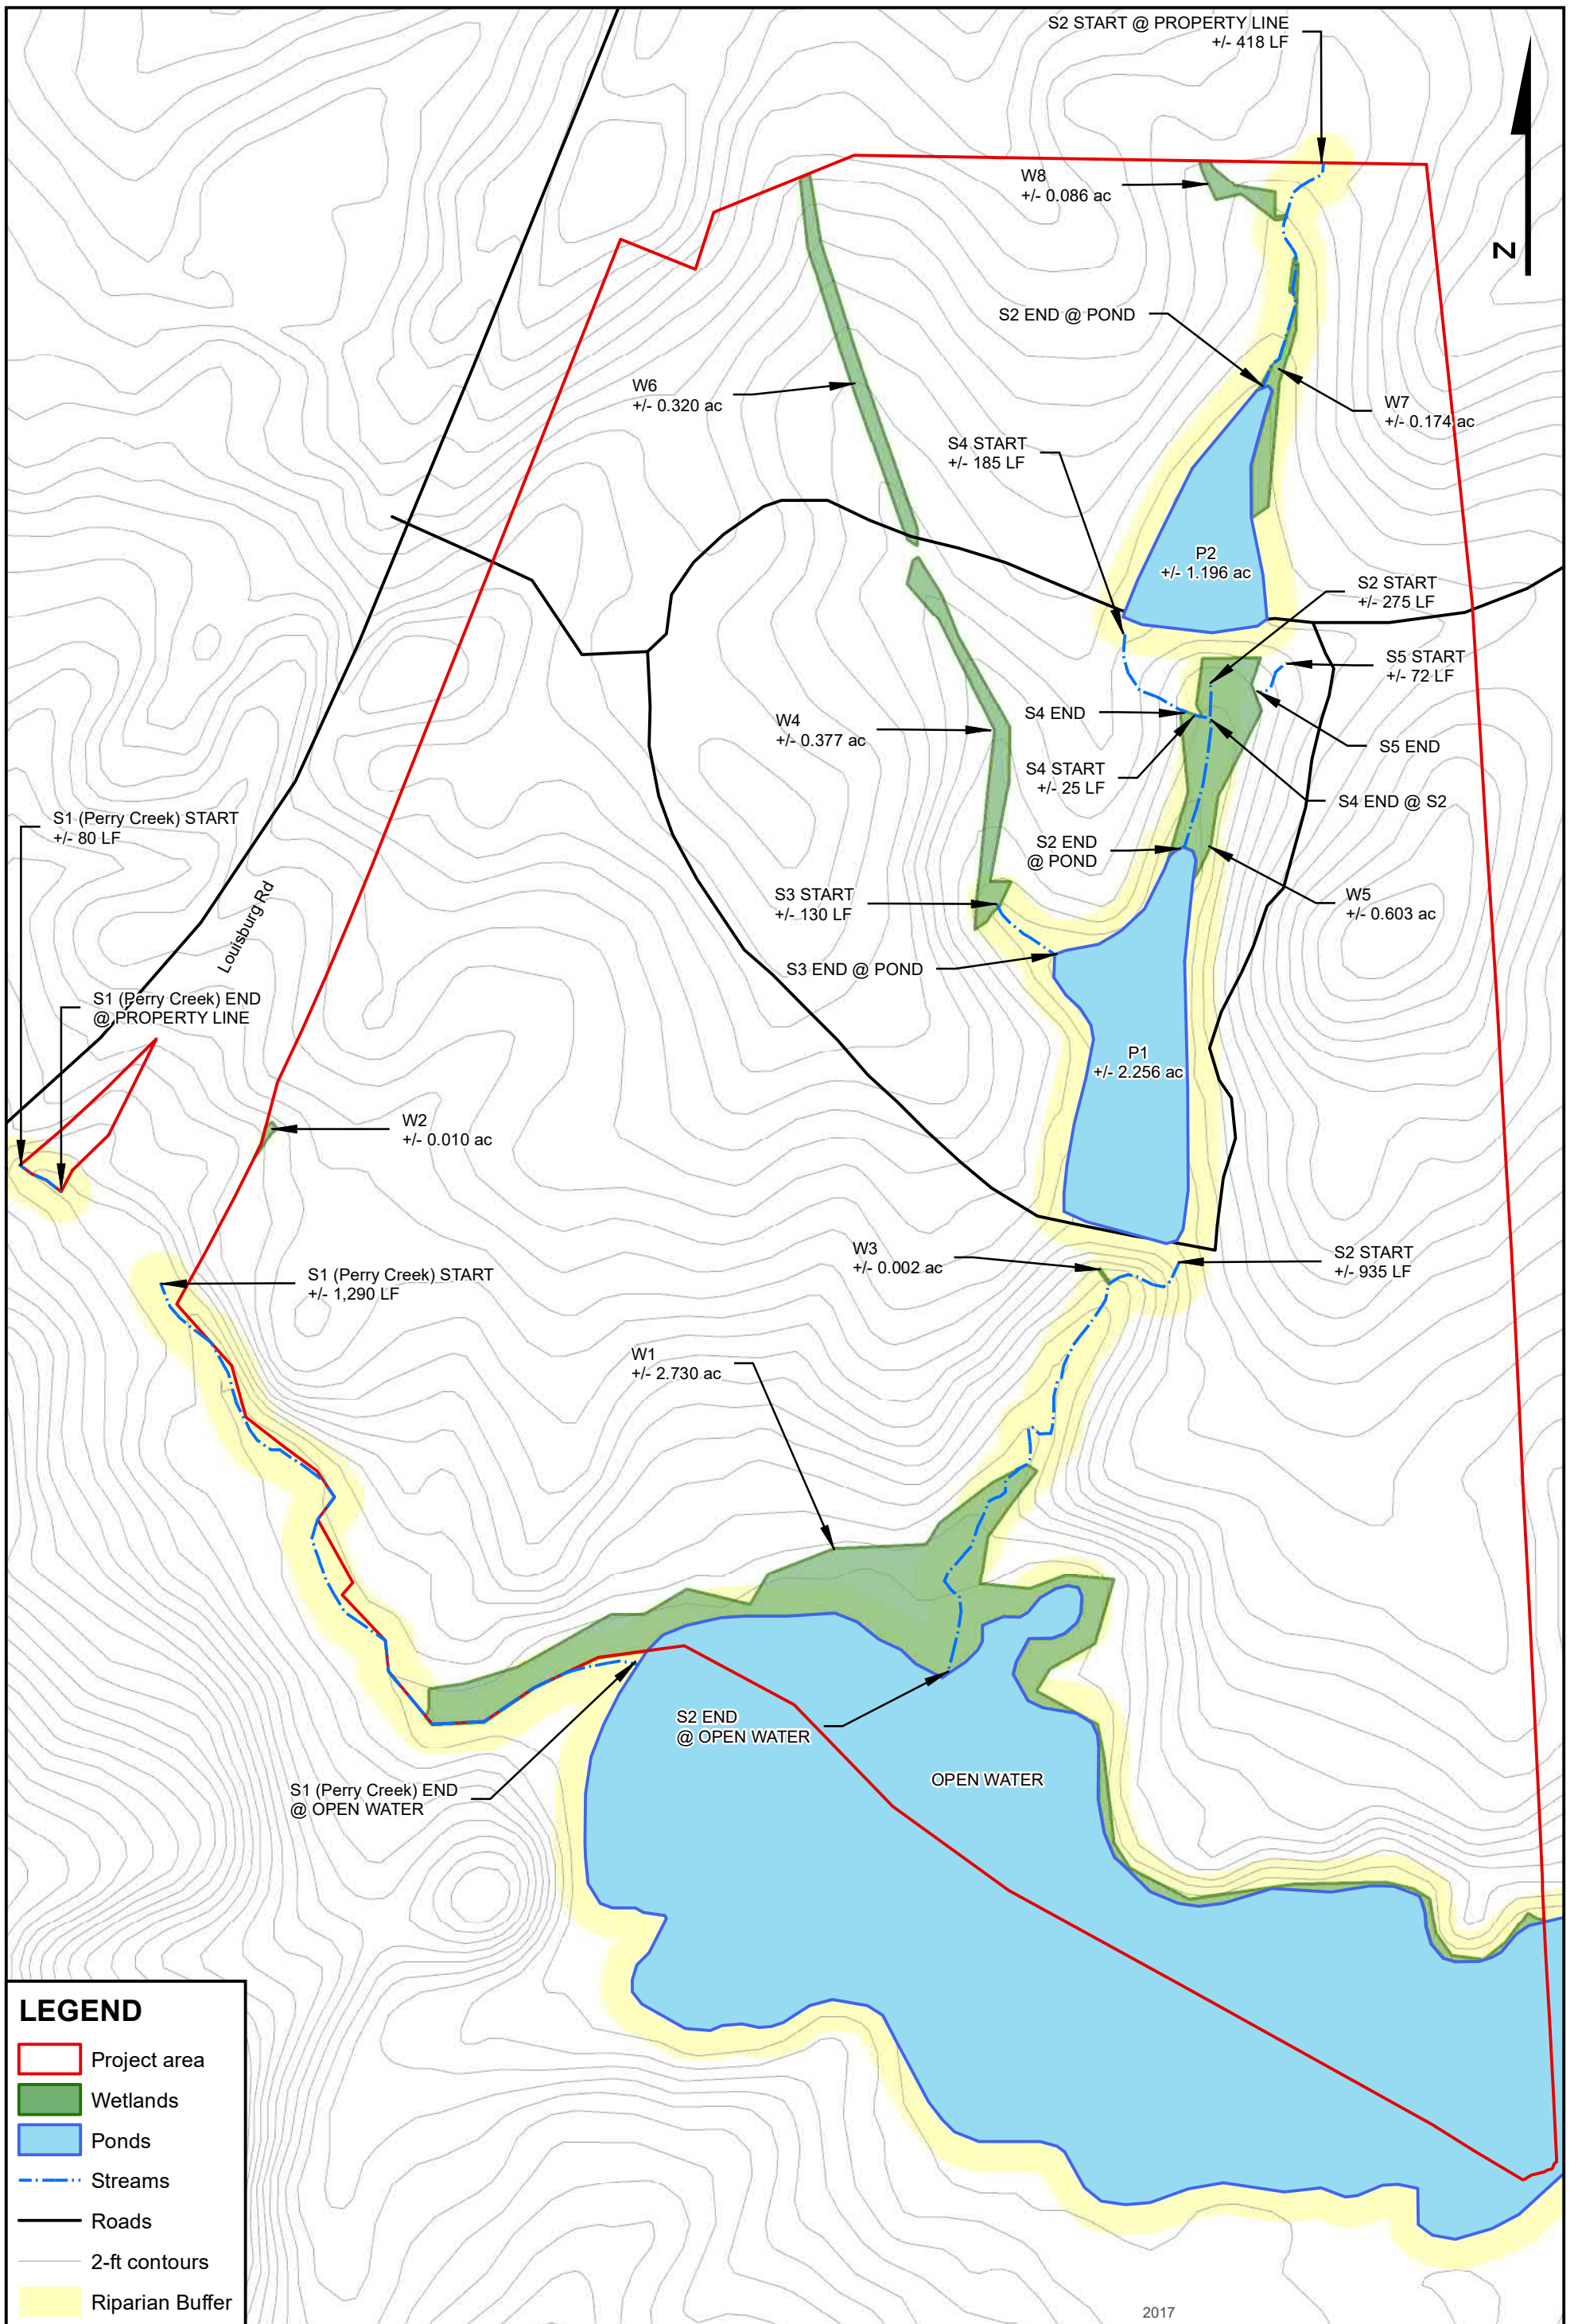 S2 START @ PROPERTY LINE
+/- 418 LF
W8
+/- 0.086 ac
N
S2 END @ POND
W6
+/- 0.320 ac
W7
+/- 0.174 ac
S4 START
+/- 185 LF
P2
+/- 1.196 ac
S2 START
+/- 275 LF
S5 START
+/- 72 LF
W4
+/- 0.377 ac
S4 END
S5 END
S4 START
+/- 25 LF
S4 END @ S2
S1 (Perry Creek) START
+/- 80 LF
S2 END
@ POND
Louisburg Rd
S3 START
+/- 130 LF
W5
+/- 0.603 ac
S3 END @ POND
S1 (Perry Creek) END
@ PROPERTY LINE
P1
+/- 2.256 ac
W2
+/- 0.010 ac
W3
+/- 0.002 ac
S2 START
+/- 935 LF
S1 (Perry Creek) START
+/- 1,290 LF
W1
+/- 2.730 ac
S2 END
@ OPEN WATER
OPEN WATER
S1 (Perry Creek) END
@ OPEN WATER
LEGEND
Project area
Wetlands
Ponds
Streams
Roads
2-ft contours
Riparian Buffer
2017